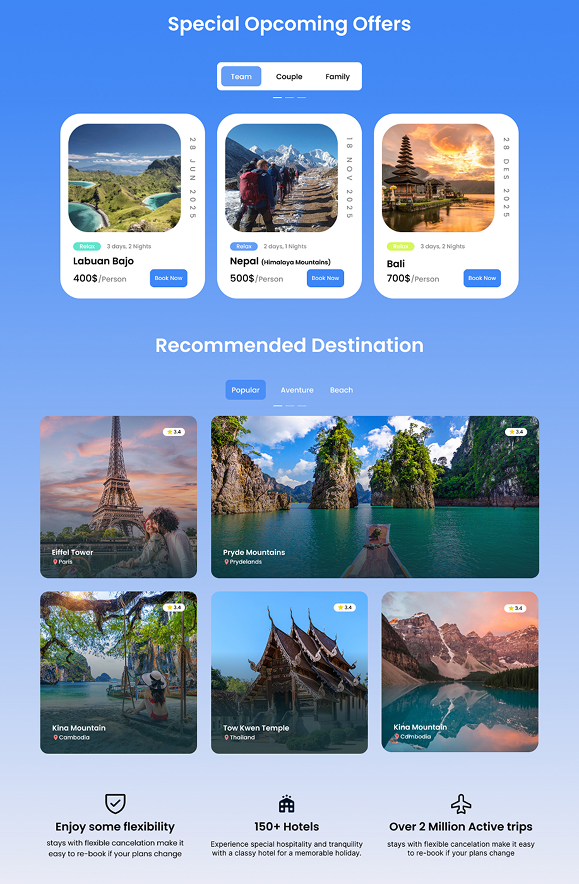 Special Opcoming Offers
Team Couple Family
28 JUN 2025
18 NOV 2025
28 DES 2025
Relax 3 days, 2 Nights
Labuan Bajo
400$/Person Book Now
Relax 2 days, 1 Nights
Nepal (Himalaya Mountains)
500$/Person Book Now
Relax 3 days, 2 Nights
Bali
700$/Person Book Now
Recommended Destination
Popular Aventure Beach
3.4
Eiffel Tower
Paris
3.4
Pryde Mountains
Prydelands
3.4
Kina Mountain
Cambodia
3.4
Tow Kwen Temple
Thailand
3.4
Kina Mountain
Cambodia
Enjoy some flexibility
stays with flexible cancelation make it
easy to re-book if your plans change
150+ Hotels
Experience special hospitality and tranquility
with a classy hotel for a memorable holiday.
Over 2 Million Active trips
stays with flexible cancelation make it easy
to re-book if your plans change